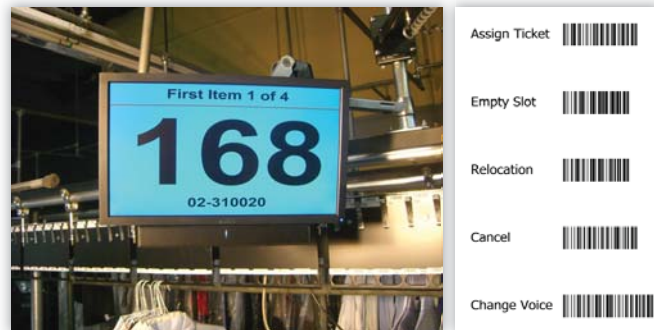 First Item 1 of 4
168
02-310020
Assign Ticket
Empty Slot
Relocation
Cancel
Change Voice